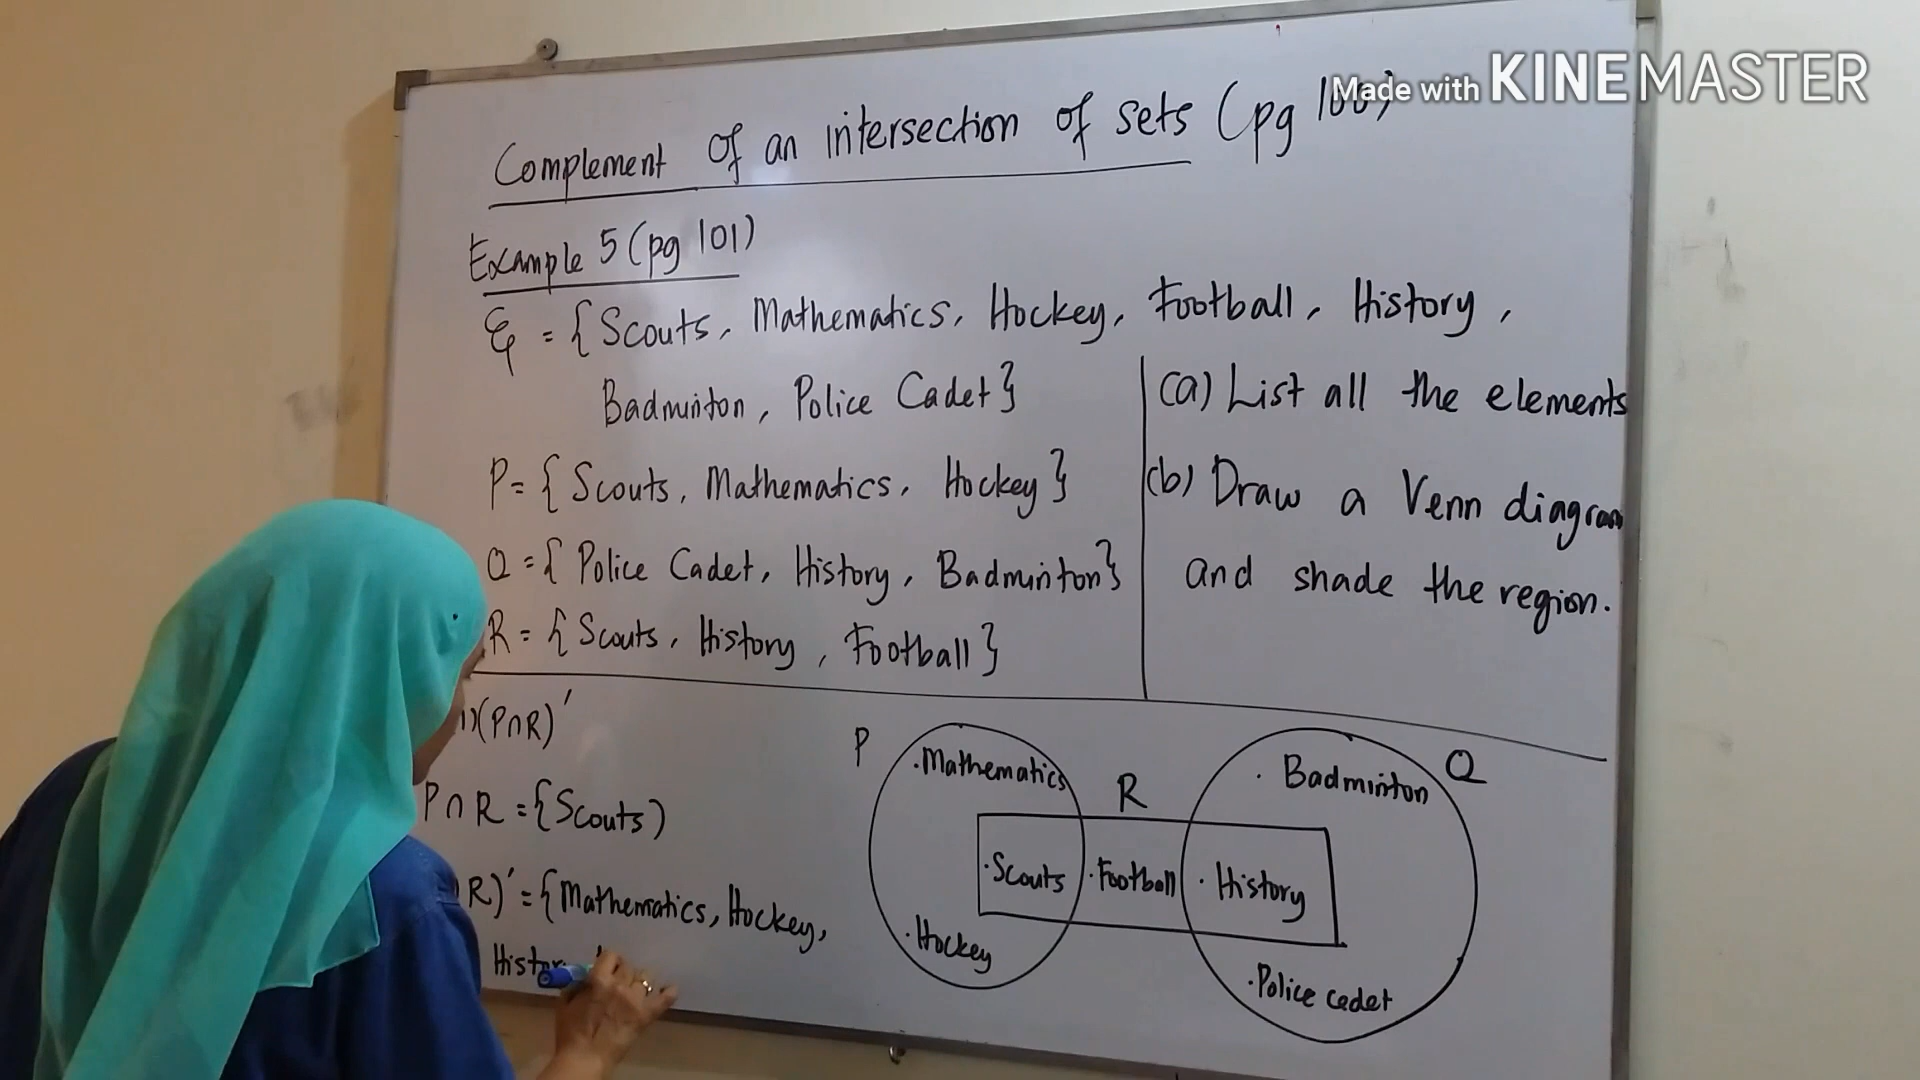 Made with KINEMASTER
Complement of an intersection of sets (pg 100)
Example 5 (pg 101)
ξ = {Scouts, Mathematics, Hockey, Football, History,
Badminton, Police Cadet}
P = {Scouts, Mathematics, Hockey}
Q = {Police Cadet, History, Badminton}
R = {Scouts, History, Football}
(a) List all the elements
(b) Draw a Venn diagram
and shade the region.
i)(P∩R)'
P∩R = {Scouts)
R)' = {Mathematics, Hockey,
P
.Mathematics
R
. Badminton
Q
.Scouts
.Football
. History
.Hockey
.Police cadet